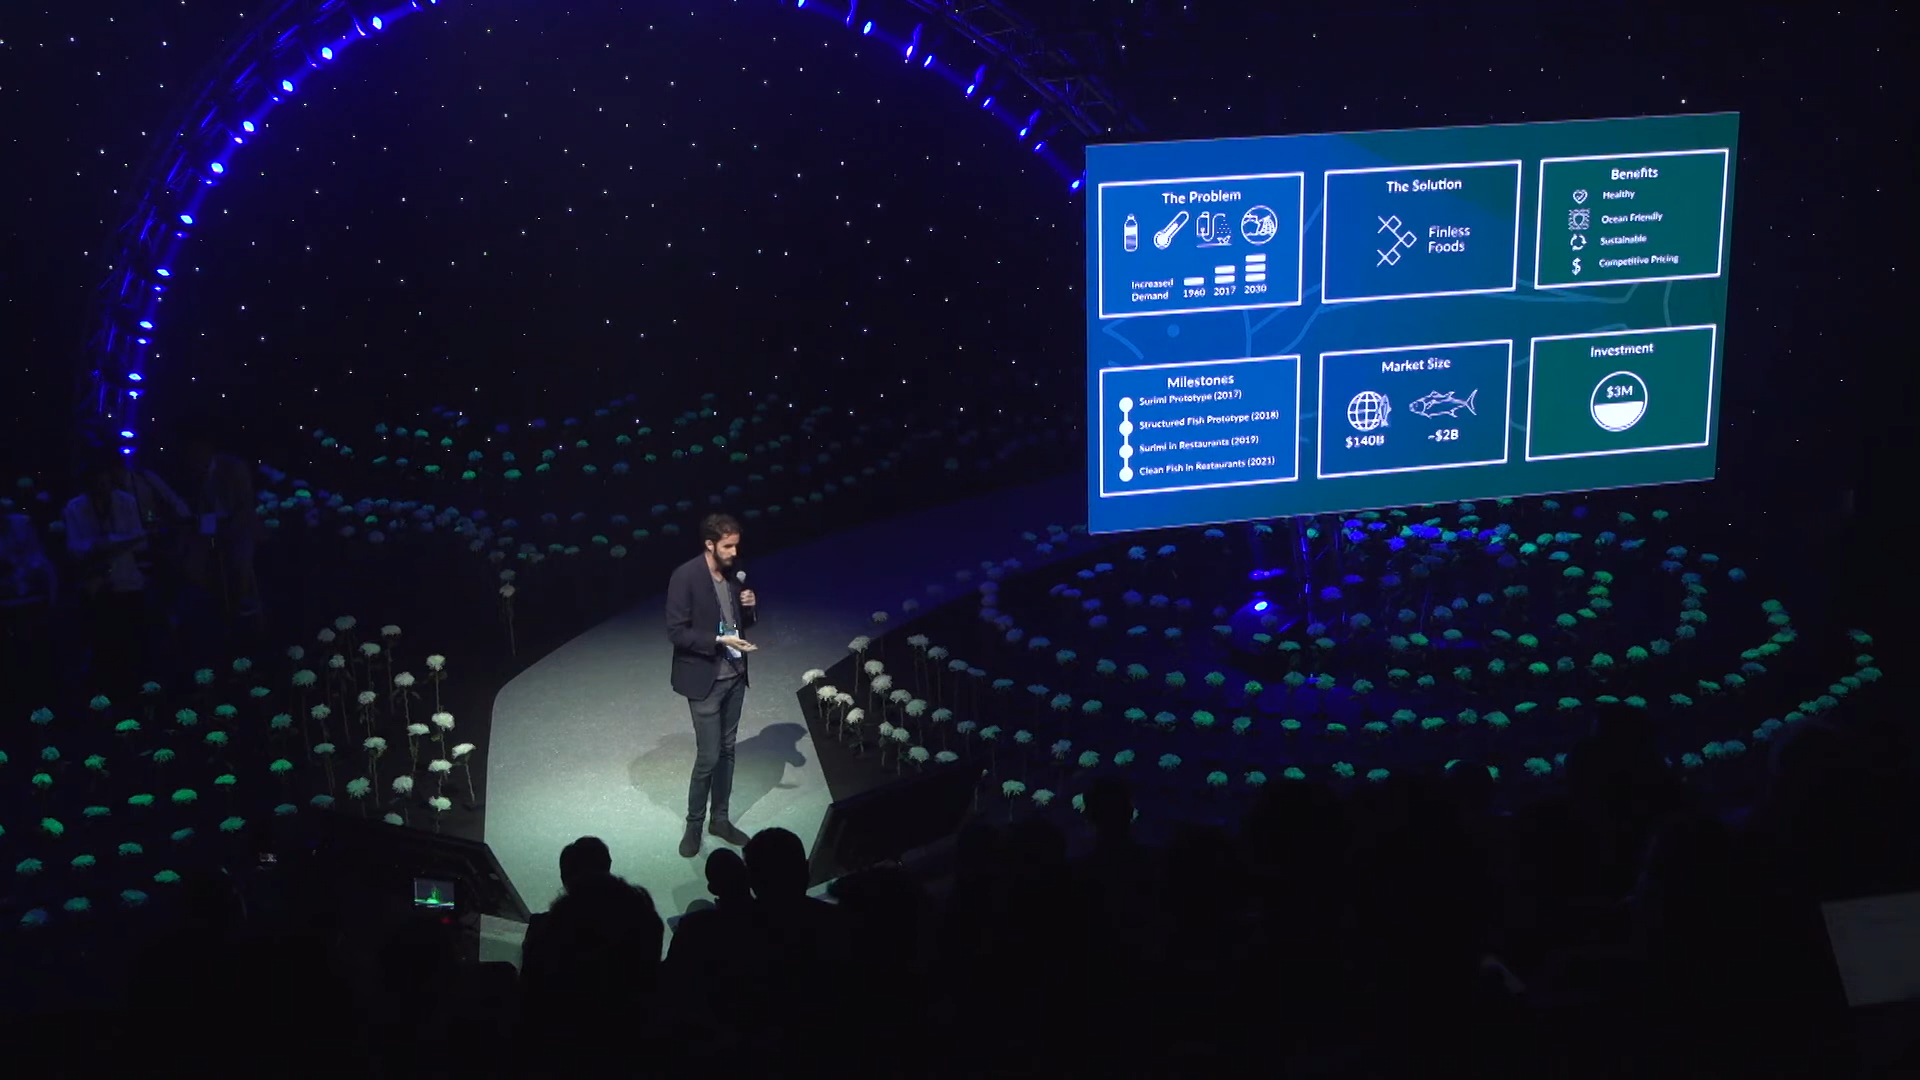 The Problem
Increased
Demand
1960 2017 2030
The Solution
Finless
Foods
Benefits
Healthy
Ocean Friendly
Sustainable
Competitive Pricing
Milestones
Surimi Prototype (2017)
Structured Fish Prototype (2018)
Surimi in Restaurants (2019)
Clean Fish in Restaurants (2021)
Market Size
$140B
~$2B
Investment
$3M